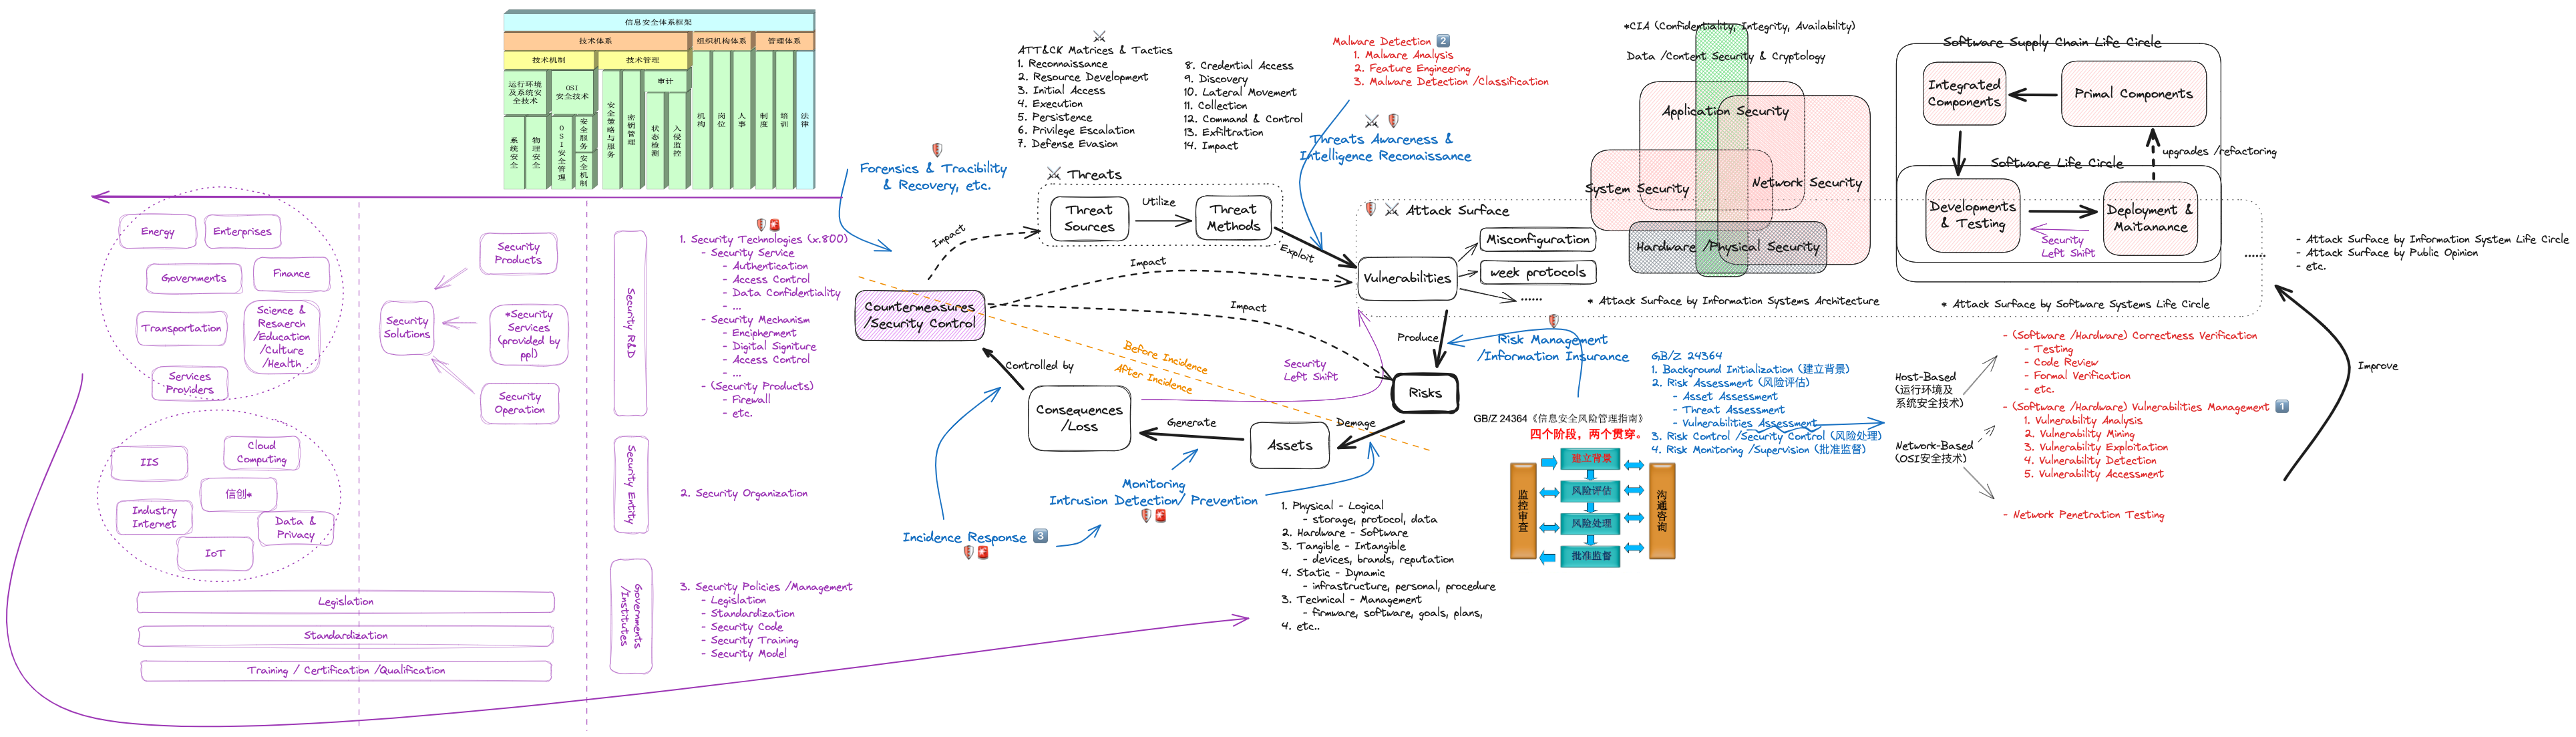 信息安全体系框架
技术体系
组织机构体系
管理体系
技术机制
技术管理
运行环境
及系统安
全技术
OSI
安全技术
审计
系统安全
物理安全
OSI安全管理
安全服务
安全机制
安全策略与服务
密钥管理
状态检测
入侵监控
机构
岗位
人事
制度
培训
法律
Energy
Enterprises
Governments
Finance
Transportation
Science &
Resaerch
/Education
/Culture
/Health
Services
Providers
IIS
Cloud
Computing
信创*
Industry
Internet
Data &
Privacy
IoT
Legislation
Standardization
Training / Certification /Qualification
Security
Solutions
Security
Products
*Security
Services
(provided by
ppl)
Security
Operation
Security R&D
Security Entity
Governments
/Institutes
1. Security Technologies (x.800)
- Security Service
- Authentication
- Access Control
- Data Confidentiality
- ...
- Security Mechanism
- Encipherment
- Digital Signiture
- Access Control
- ...
- (Security Products)
- Firewall
- etc.
2. Security Organization
3. Security Policies /Management
- Legislation
- Standardization
- Security Code
- Security Training
- Security Model
Forensics & Tracibility
& Recovery, etc.
ATT&CK Matrices & Tactics
1. Reconnaissance
2. Resource Development
3. Initial Access
4. Execution
5. Persistence
6. Privilege Escalation
7. Defense Evasion
8. Credential Access
9. Discovery
10. Lateral Movement
11. Collection
12. Command & Control
13. Exfiltration
14. Impact
Malware Detection 2
1. Malware Analysis
2. Feature Engineering
3. Malware Detection /Classification
Threats Awareness &
Intelligence Reconaissance
Threats
Threat
Sources
Utilize
Threat
Methods
Impact
Exploit
Impact
Impact
Countermeasures
/Security Control
Before Incidence
After Incidence
Controlled by
Consequences
/Loss
Generate
Assets
Demage
Risks
Produce
Security
Left Shift
Monitoring
Intrusion Detection/ Prevention
Incidence Response 3
Attack Surface
Vulnerabilities
Misconfiguration
week protocols
......
*CIA (Confidentiality, Integrity, Availability)
Data /Content Security & Cryptology
Application Security
System Security
Network Security
Hardware /Physical Security
* Attack Surface by Information Systems Architecture
Software Supply Chain Life Circle
Integrated
Components
Primal Components
upgrades /refactoring
Software Life Circle
Developments
& Testing
Deployment &
Maitanance
Security
Left Shift
* Attack Surface by Software Systems Life Circle
......
- Attack Surface by Information System Life Circle
- Attack Surface by Public Opinion
- etc.
Improve
Risk Management
/Information Insurance
GB/Z 24364
1. Background Initialization (建立背景)
2. Risk Assessment (风险评估)
- Asset Assessment
- Threat Assessment
- Vulnerabilities Assessment
3. Risk Control /Security Control (风险处理)
4. Risk Monitoring /Supervision (批准监督)
GB/Z 24364《信息安全风险管理指南》
四个阶段，两个贯穿。
监控审查
建立背景
风险评估
风险处理
批准监督
沟通咨询
1. Physical - Logical
- storage, protocol, data
2. Hardware - Software
3. Tangible - Intangible
- devices, brands, reputation
4. Static - Dynamic
- infrastructure, personal, procedure
3. Technical - Management
- firmware, software, goals, plans,
4. etc..
Host-Based
(运行环境及
系统安全技术)
Network-Based
(OSI安全技术)
- (Software /Hardware) Correctness Verification
- Testing
- Code Review
- Formal Verification
- etc.
- (Software /Hardware) Vulnerabilities Management 1
1. Vulnerability Analysis
2. Vulnerability Mining
3. Vulnerability Exploitation
4. Vulnerability Detection
5. Vulnerability Assessment
- Network Penetration Testing